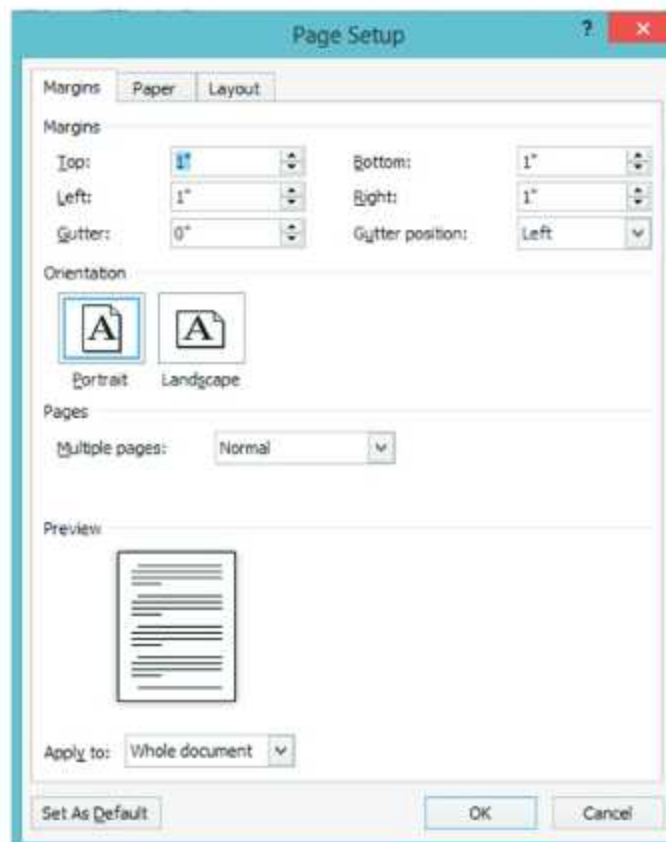 Page Setup ? ×
Margins Paper Layout
Margins
Top: 1" Bottom: 1"
Left: 1" Right: 1"
Gutter: 0" Gutter position: Left
Orientation
A A
Portrait Landscape
Pages
Multiple pages: Normal
Preview
Apply to: Whole document
Set As Default OK Cancel